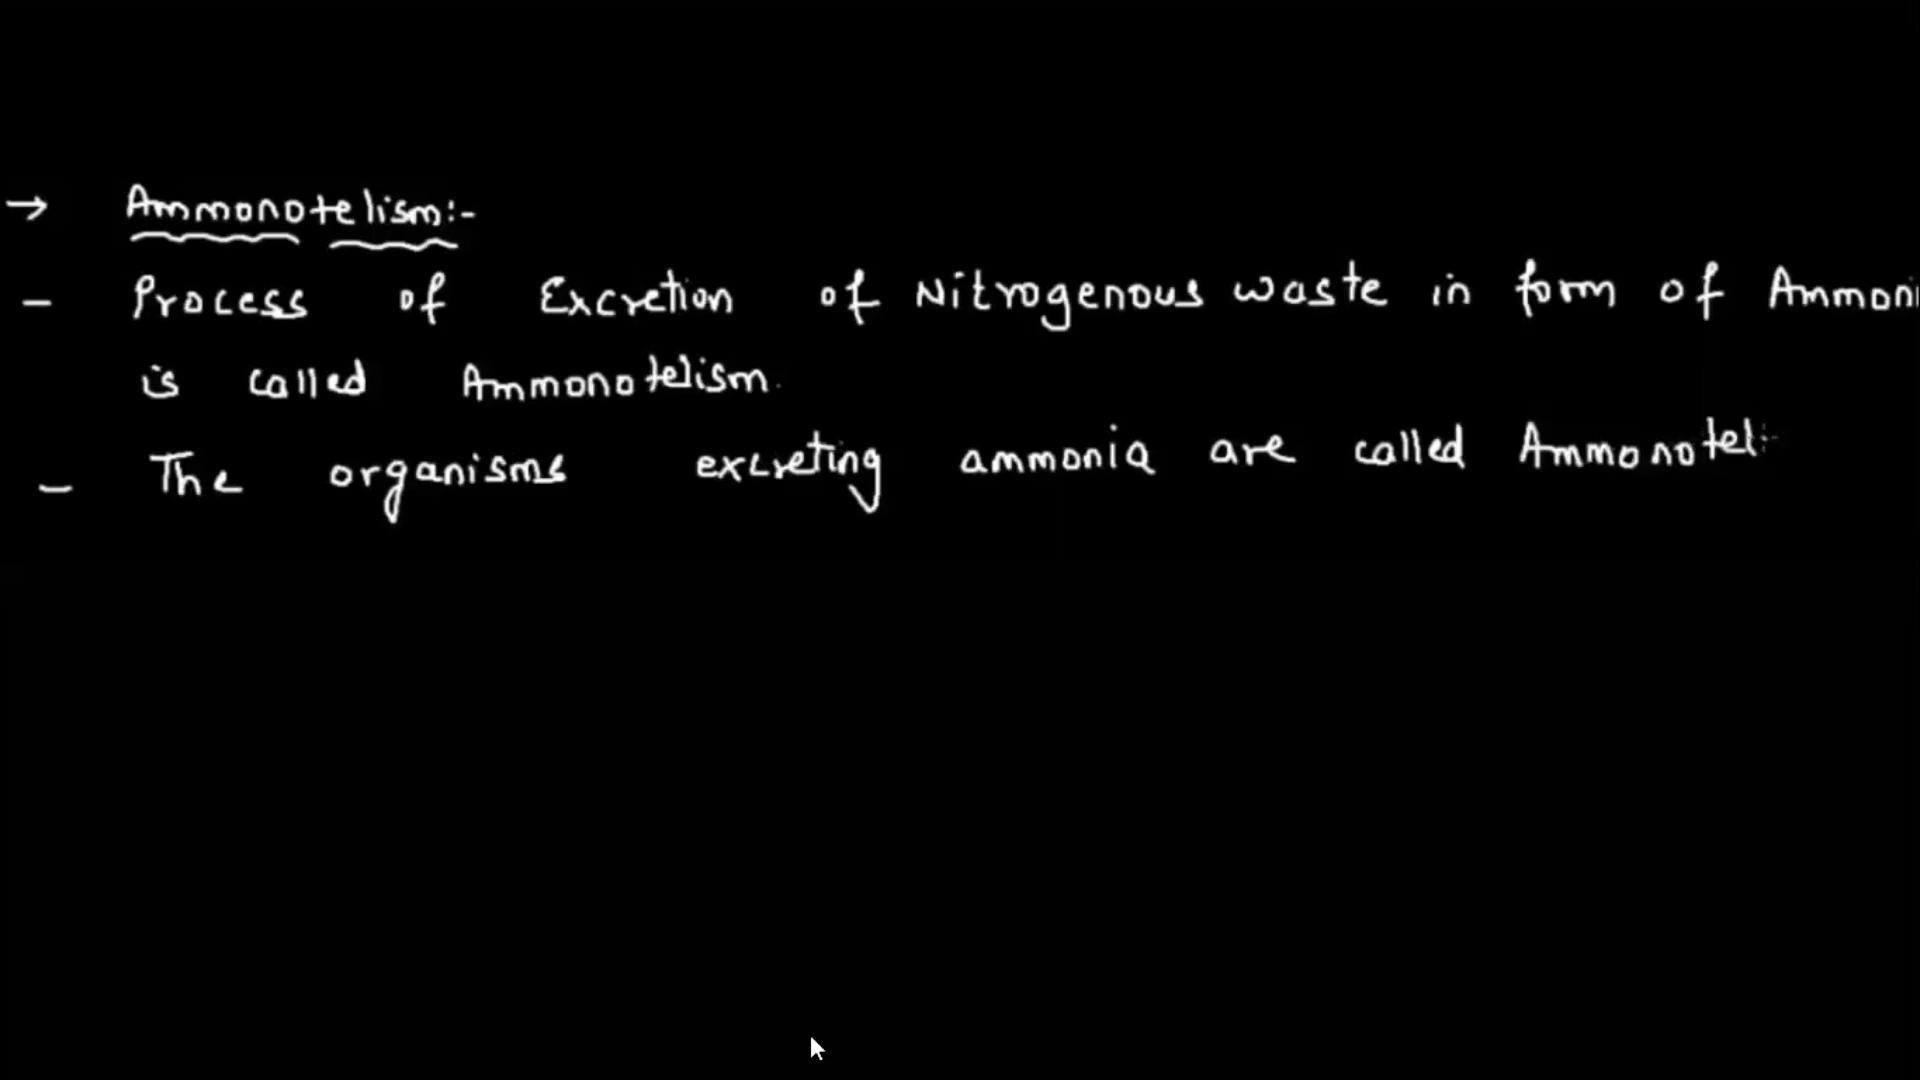 → Ammonotelism:-
- Process of Excretion of Nitrogenous waste in form of Ammoni
is called Ammonotelism.
- The organisms excreting ammonia are called Ammonotel